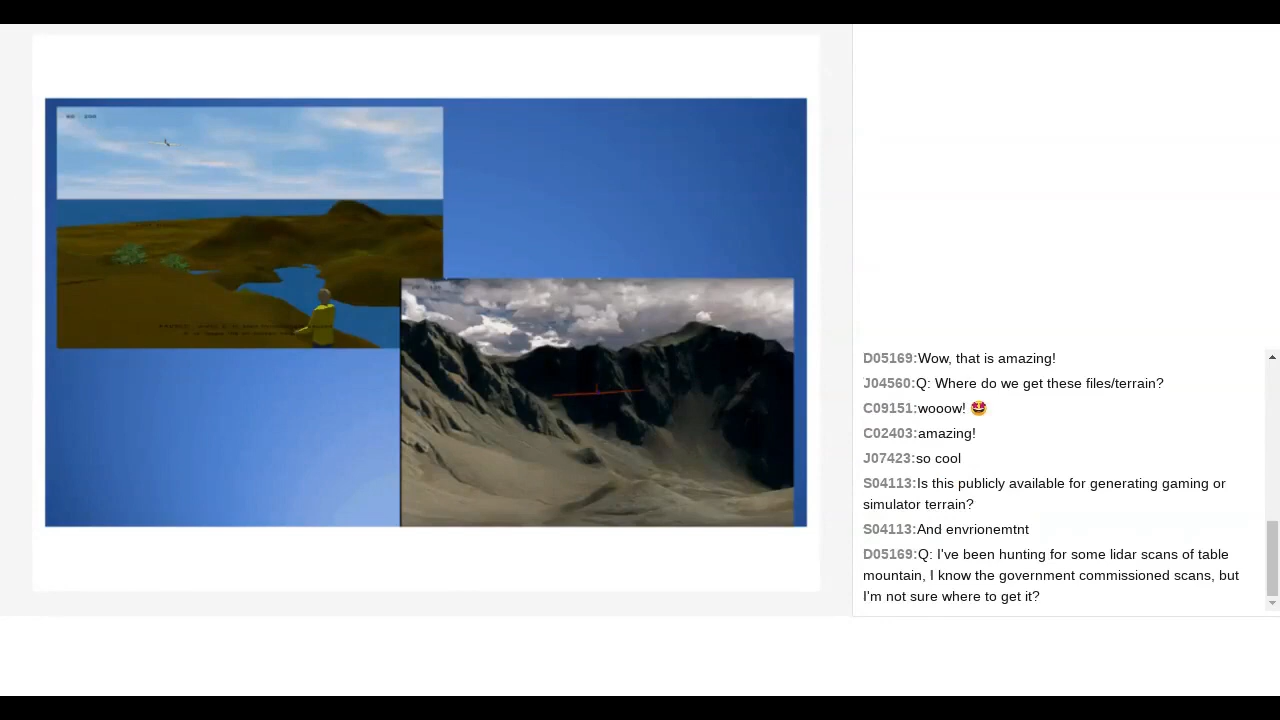 D05169:Wow, that is amazing!
J04560:Q: Where do we get these files/terrain?
C09151:wooow! 🤩
C02403:amazing!
J07423:so cool
S04113:Is this publicly available for generating gaming or
simulator terrain?
S04113:And envrionemtnt
D05169:Q: I've been hunting for some lidar scans of table
mountain, I know the government commissioned scans, but
I'm not sure where to get it?